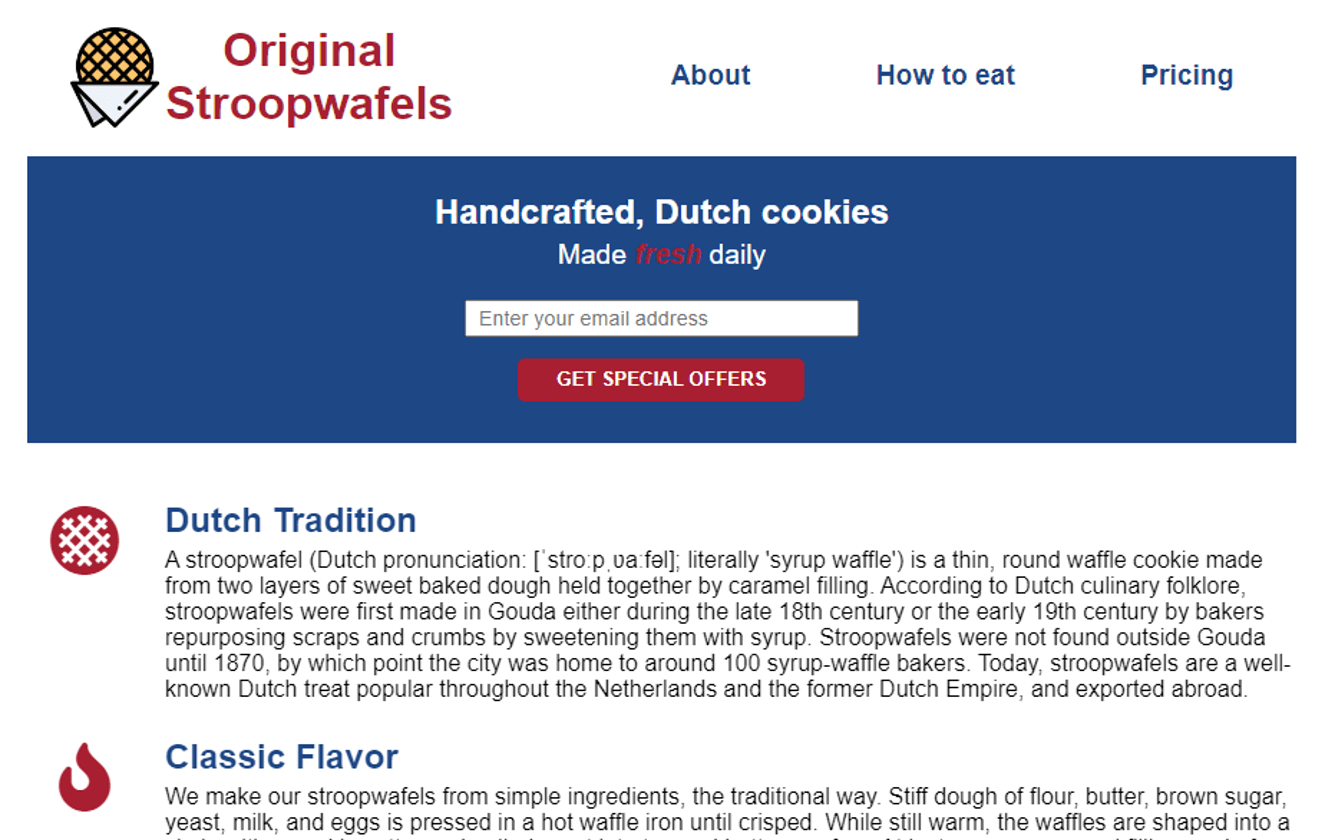 Original
Stroopwafels
About
How to eat
Pricing
Handcrafted, Dutch cookies
Made fresh daily
Enter your email address
GET SPECIAL OFFERS
Dutch Tradition
A stroopwafel (Dutch pronunciation: [ˈstroːpˌʋaːfəl]; literally 'syrup waffle') is a thin, round waffle cookie made
from two layers of sweet baked dough held together by caramel filling. According to Dutch culinary folklore,
stroopwafels were first made in Gouda either during the late 18th century or the early 19th century by bakers
repurposing scraps and crumbs by sweetening them with syrup. Stroopwafels were not found outside Gouda
until 1870, by which point the city was home to around 100 syrup-waffle bakers. Today, stroopwafels are a well-
known Dutch treat popular throughout the Netherlands and the former Dutch Empire, and exported abroad.
Classic Flavor
We make our stroopwafels from simple ingredients, the traditional way. Stiff dough of flour, butter, brown sugar,
yeast, milk, and eggs is pressed in a hot waffle iron until crisped. While still warm, the waffles are shaped into a